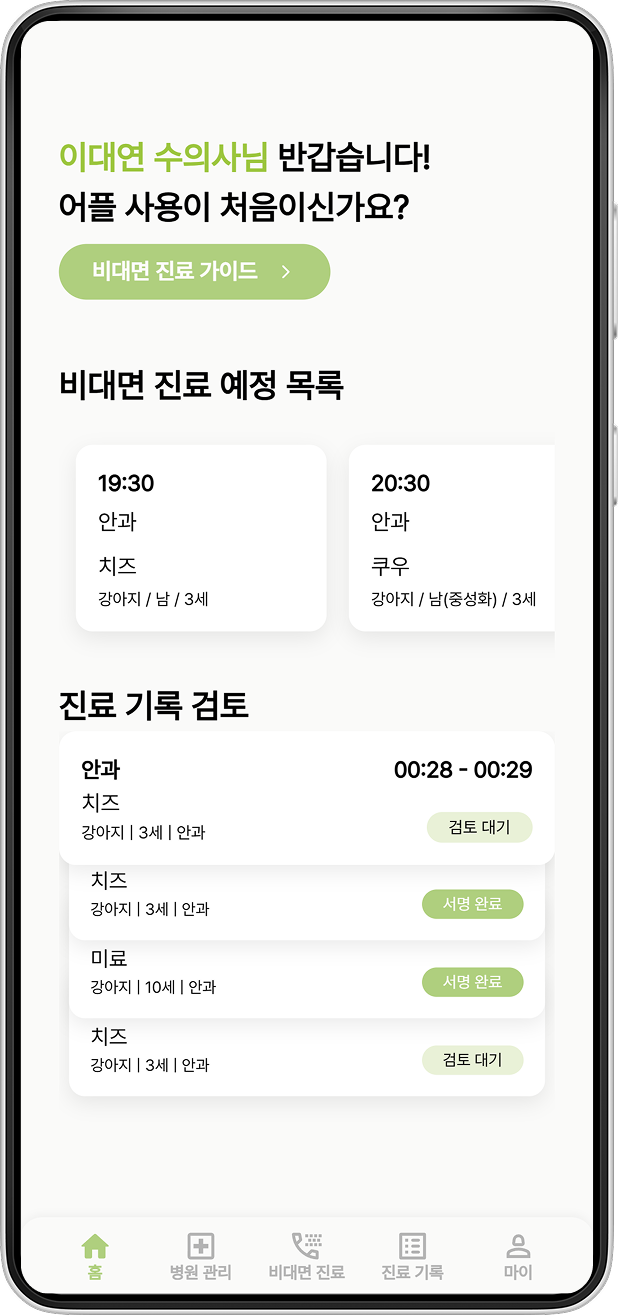 이대연 수의사님 반갑습니다!
어플 사용이 처음이신가요?
비대면 진료 가이드
비대면 진료 예정 목록
19:30
안과
치즈
강아지 / 남 / 3세
20:30
안과
쿠우
강아지 / 남(중성화) / 3세
진료 기록 검토
안과 00:28 - 00:29
치즈
강아지 | 3세 | 안과 검토 대기
치즈
강아지 | 3세 | 안과 서명 완료
미료
강아지 | 10세 | 안과 서명 완료
치즈
강아지 | 3세 | 안과 검토 대기
홈 병원 관리 비대면 진료 진료 기록 마이